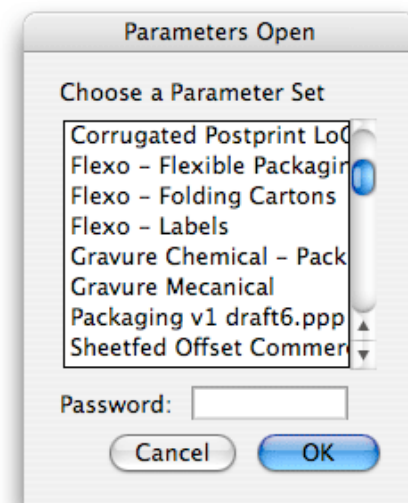 Parameters Open
Choose a Parameter Set
Corrugated Postprint LoC
Flexo – Flexible Packagin
Flexo – Folding Cartons
Flexo – Labels
Gravure Chemical – Pack
Gravure Mecanical
Packaging v1 draft6.ppp
Sheetfed Offset Commer
Password:
Cancel OK